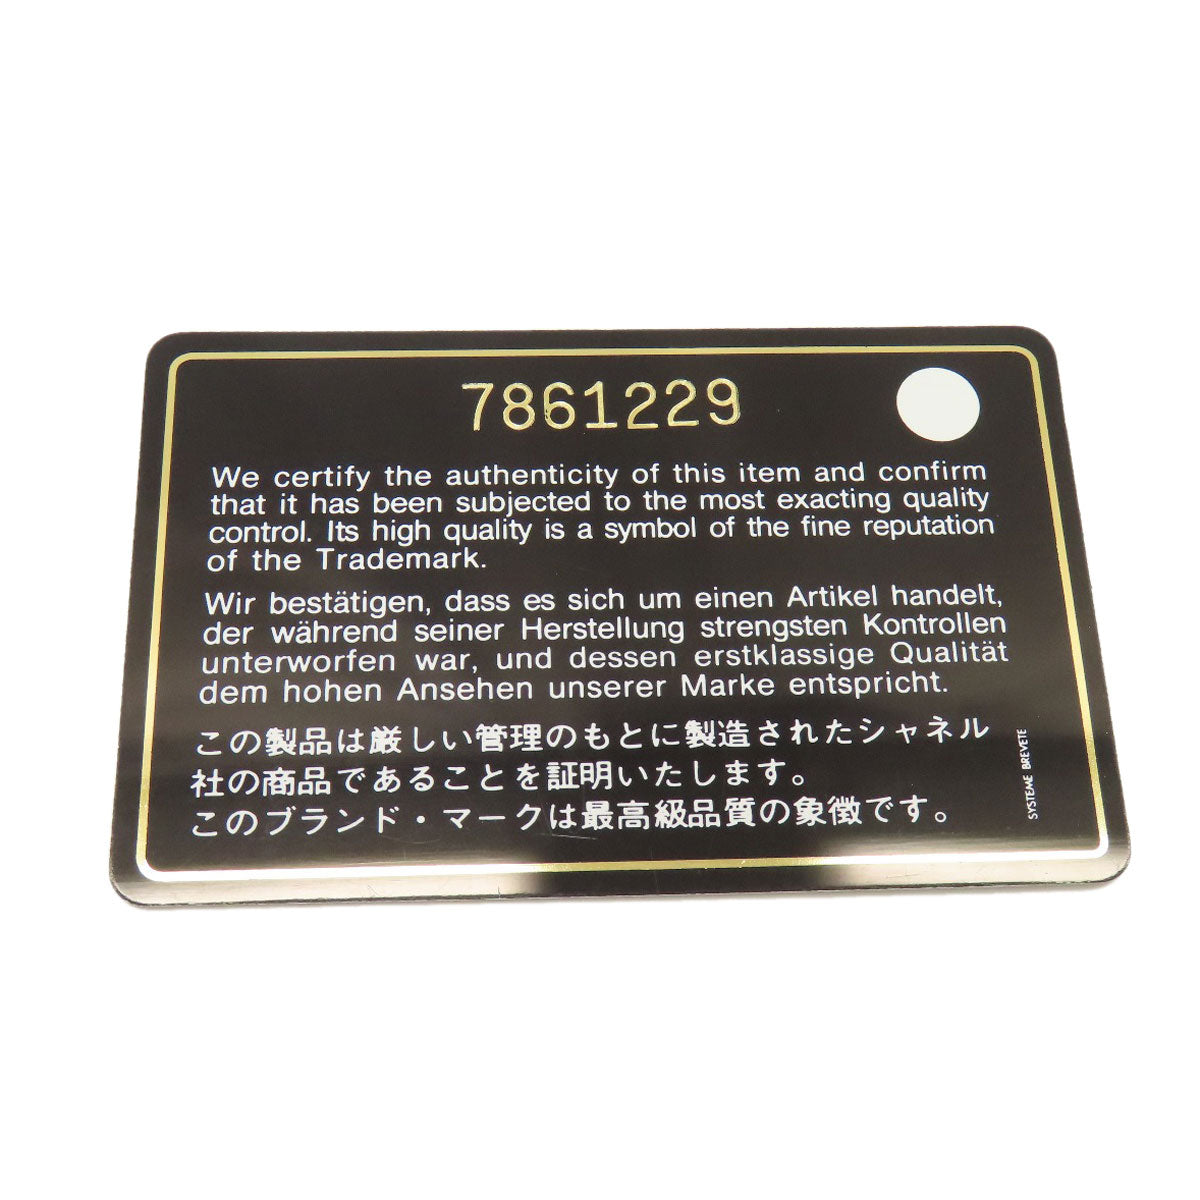 7861229
We certify the authenticity of this item and confirm
that it has been subjected to the most exacting quality
control. Its high quality is a symbol of the fine reputation
of the Trademark.
Wir bestätigen, dass es sich um einen Artikel handelt,
der während seiner Herstellung strengsten Kontrollen
unterworfen war, und dessen erstklassige Qualität
dem hohen Ansehen unserer Marke entspricht.
この製品は厳しい管理のもとに製造されたシャネル
社の商品であることを証明いたします。
このブランド・マークは最高級品質の象徴です。
SYSTEME BREVETE